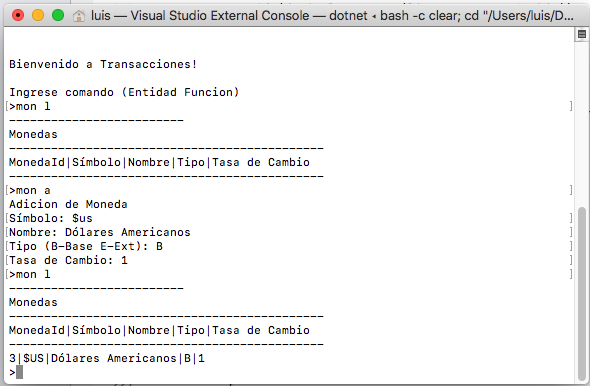 luis — Visual Studio External Console — dotnet ◂ bash -c clear; cd "/Users/luis/D...
Bienvenido a Transacciones!
Ingrese comando (Entidad Funcion)
[>mon l ]
-------------------------
Monedas
---------------------------------------------
MonedaId|Símbolo|Nombre|Tipo|Tasa de Cambio
---------------------------------------------
[>mon a ]
Adicion de Moneda
[Símbolo: $us ]
[Nombre: Dólares Americanos ]
[Tipo (B-Base E-Ext): B ]
[Tasa de Cambio: 1 ]
[>mon l ]
-------------------------
Monedas
---------------------------------------------
MonedaId|Símbolo|Nombre|Tipo|Tasa de Cambio
---------------------------------------------
3|$US|Dólares Americanos|B|1
>